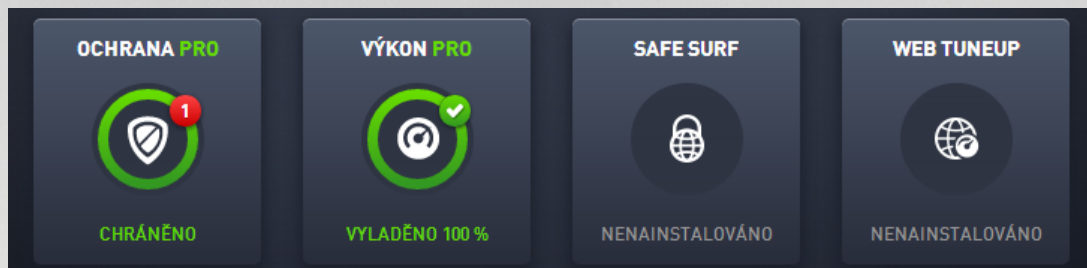 OCHRANA PRO
VÝKON PRO
SAFE SURF
WEB TUNEUP
1
CHRÁNĚNO
VYLADĚNO 100 %
NENAINSTALOVÁNO
NENAINSTALOVÁNO